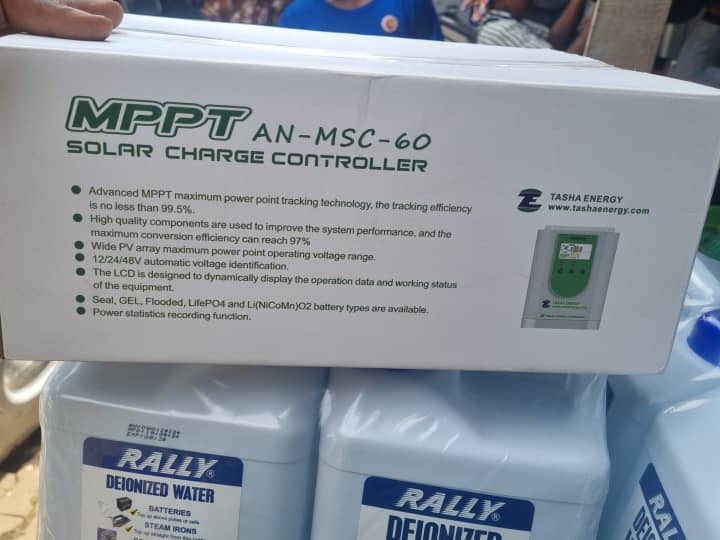 MPPT AN-MSC-60
SOLAR CHARGE CONTROLLER
Advanced MPPT maximum power point tracking technology, the tracking efficiency
is no less than 99.5%.
High quality components are used to improve the system performance, and the
maximum conversion efficiency can reach 97%
Wide PV array maximum power point operating voltage range.
12/24/48V automatic voltage identification.
The LCD is designed to dynamically display the operation data and working status
of the equipment.
Seal, GEL, Flooded, LifePO4 and Li(NiCoMn)O2 battery types are available.
Power statistics recording function.
TASHA ENERGY
www.tashaenergy.com
TASHA ENERGY
RALLY®
DEIONIZED WATER
BATTERIES
STEAM IRONS
RALLY®
DEIONIZED
RAL